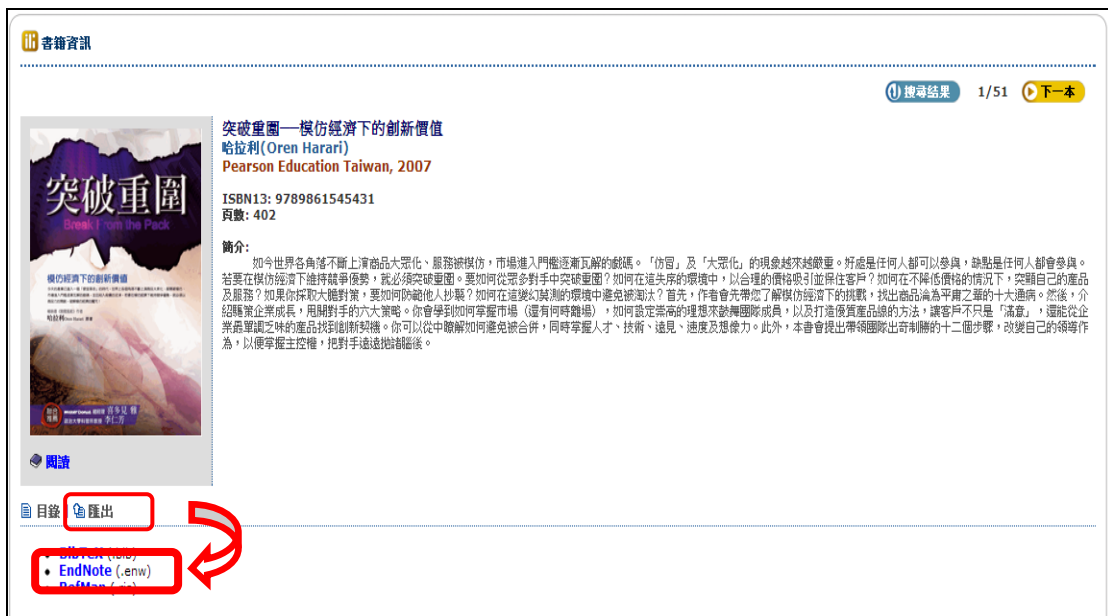 書籍資訊
搜尋結果 1/51 下一本
突破重圍
Break From the Pack
模仿經濟下的創新價值
哈拉利
突破重圍──模仿經濟下的創新價值
哈拉利(Oren Harari)
Pearson Education Taiwan, 2007
ISBN13: 9789861545431
頁數: 402
簡介:
如今世界各角落不斷上演商品大眾化、服務被模仿，市場進入門檻逐漸瓦解的戲碼。「仿冒」及「大眾化」的現象越來越嚴重。好處是任何人都可以參與，缺點是任何人都會參與。
若要在模仿經濟下維持競爭優勢，就必須突破重圍。要如何從眾多對手中突破重圍？如何在這失序的環境中，以合理的價格吸引並保住客戶？如何在不降低價格的情況下，突顯自己的產品
及服務？如果你採取大膽對策，要如何防範他人抄襲？如何在這變幻莫測的環境中避免被淘汰？首先，作者會先帶您了解模仿經濟下的挑戰，找出商品淪為平庸之輩的十大通病。然後，介
紹驅策企業成長，甩開對手的六大策略。你會學到如何掌握市場（還有何時離場），如何設定崇高的理想來鼓舞團隊成員，以及打造優質產品線的方法，讓客戶不只是「滿意」，還能從企
業最單調乏味的產品找到創新契機。你可以從中瞭解如何避免被合併，同時掌握人才、技術、遠見、速度及想像力。此外，本書會提出帶領團隊出奇制勝的十二個步驟，改變自己的領導作
為，以便掌握主控權，把對手遠遠拋諸腦後。
閱讀
目錄 匯出
BibTeX (.bib)
EndNote (.enw)
RefMan (.ris)